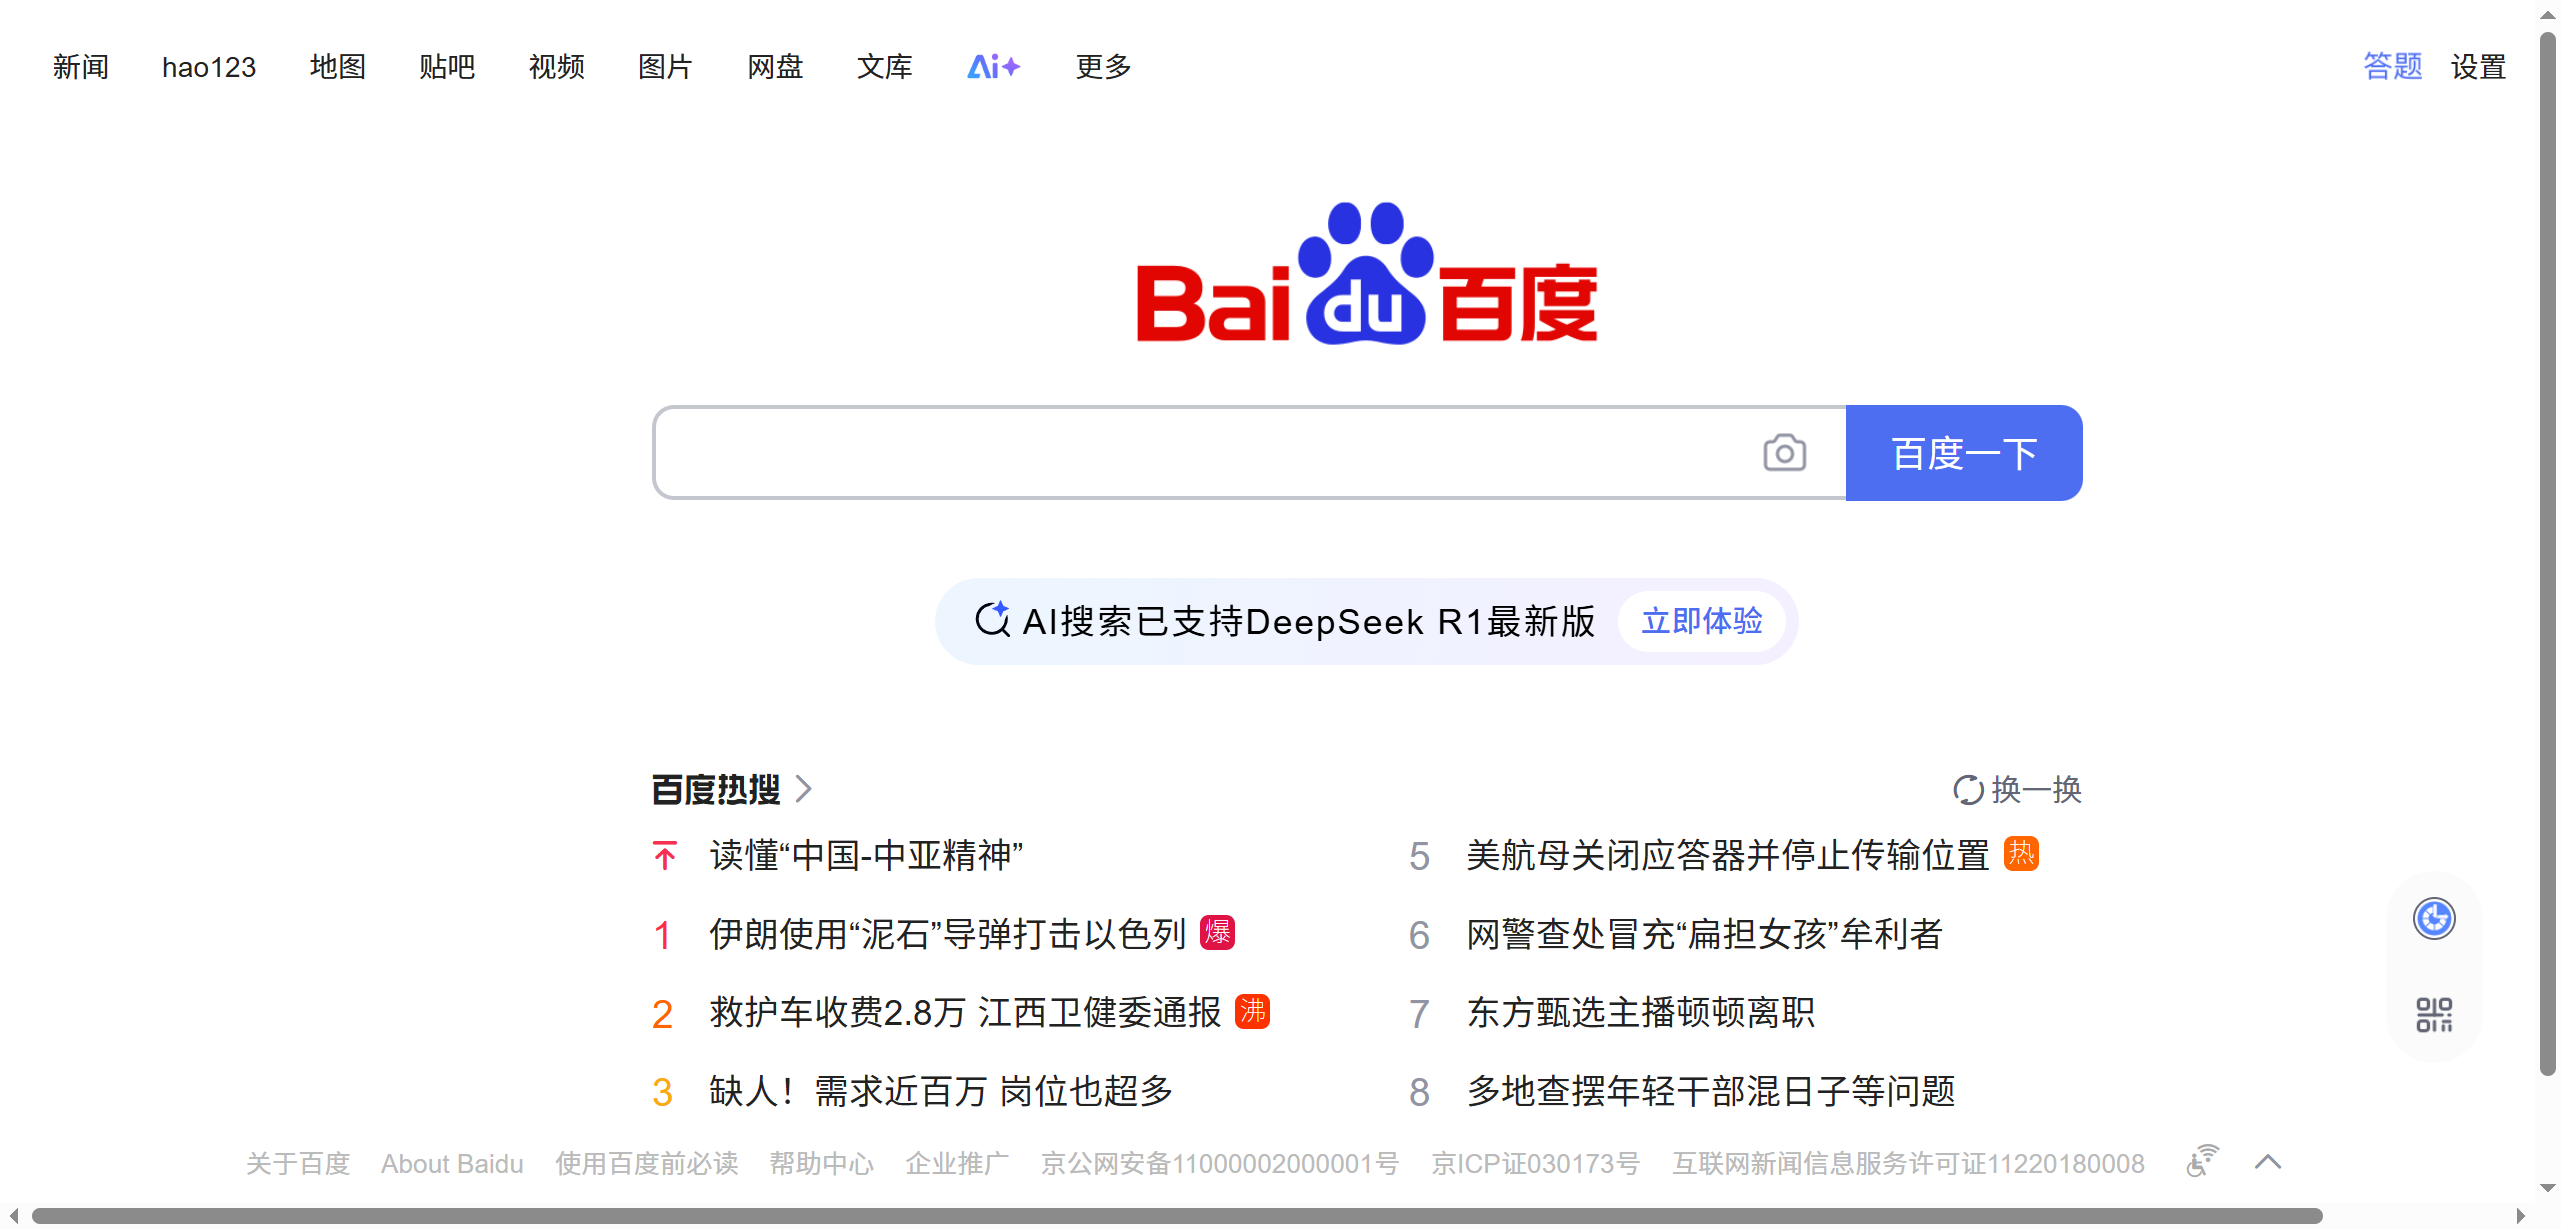 新闻 hao123 地图 贴吧 视频 图片 网盘 文库 Ai 更多 答题 设置
Bai du 百度
百度一下
AI搜索已支持DeepSeek R1最新版 立即体验
百度热搜
换一换
读懂“中国-中亚精神”
1 伊朗使用“泥石”导弹打击以色列 爆
2 救护车收费2.8万 江西卫健委通报 沸
3 缺人！需求近百万 岗位也超多
5 美航母关闭应答器并停止传输位置 热
6 网警查处冒充“扁担女孩”牟利者
7 东方甄选主播顿顿离职
8 多地查摆年轻干部混日子等问题
关于百度 About Baidu 使用百度前必读 帮助中心 企业推广 京公网安备11000002000001号 京ICP证030173号 互联网新闻信息服务许可证11220180008